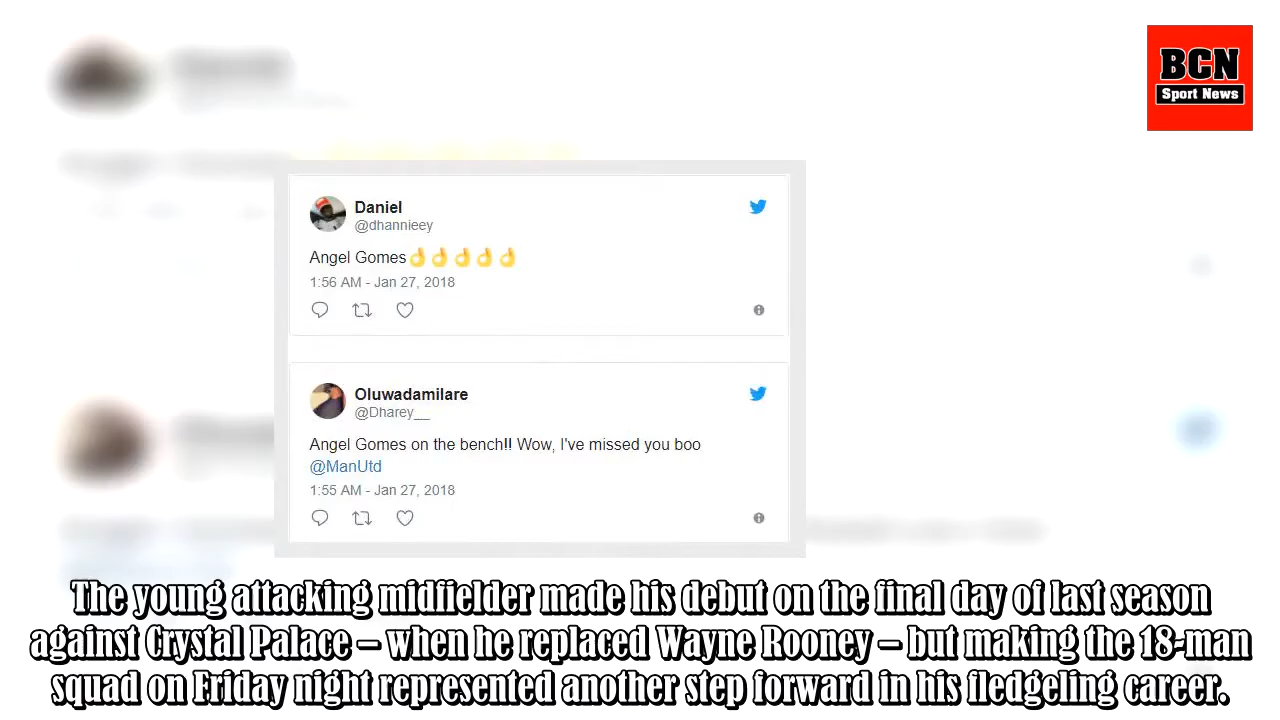 BCN
Sport News
Daniel
@dhannieey
Angel Gomes👌👌👌👌👌
1:56 AM - Jan 27, 2018
Oluwadamilare
@Dharey__
Angel Gomes on the bench!! Wow, I've missed you boo
@ManUtd
1:55 AM - Jan 27, 2018
The young attacking midfielder made his debut on the final day of last season
against Crystal Palace – when he replaced Wayne Rooney – but making the 18-man
squad on Friday night represented another step forward in his fledgeling career.